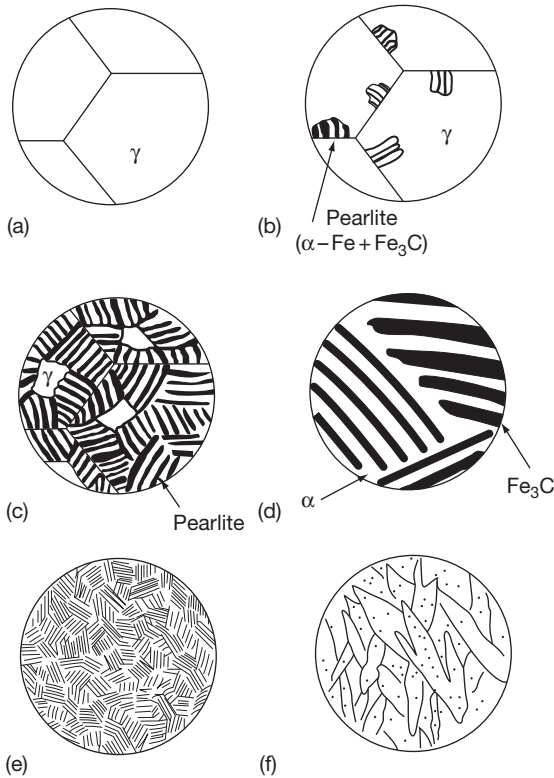 γ
(a)
γ
(b)
Pearlite
(α–Fe + Fe₃C)
γ
(c)
Pearlite
(d)
α
Fe₃C
(e)
(f)